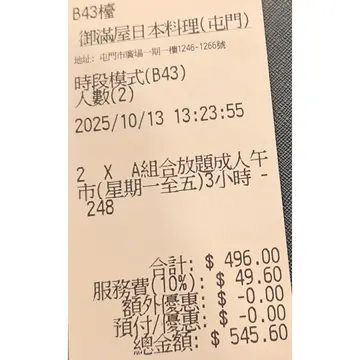 B43檯
御滿屋日本料理(屯門)
地址: 屯門市廣場一期一樓1246-1266號
時段模式(B43)
人數(2)
2025/10/13 13:23:55
2 X A組合放題成人午
市(星期一至五)3小時 -
248
合計: $ 496.00
服務費(10%): $ 49.60
額外優惠: $ -0.00
預付/優惠: $ -0.00
總金額: $ 545.60